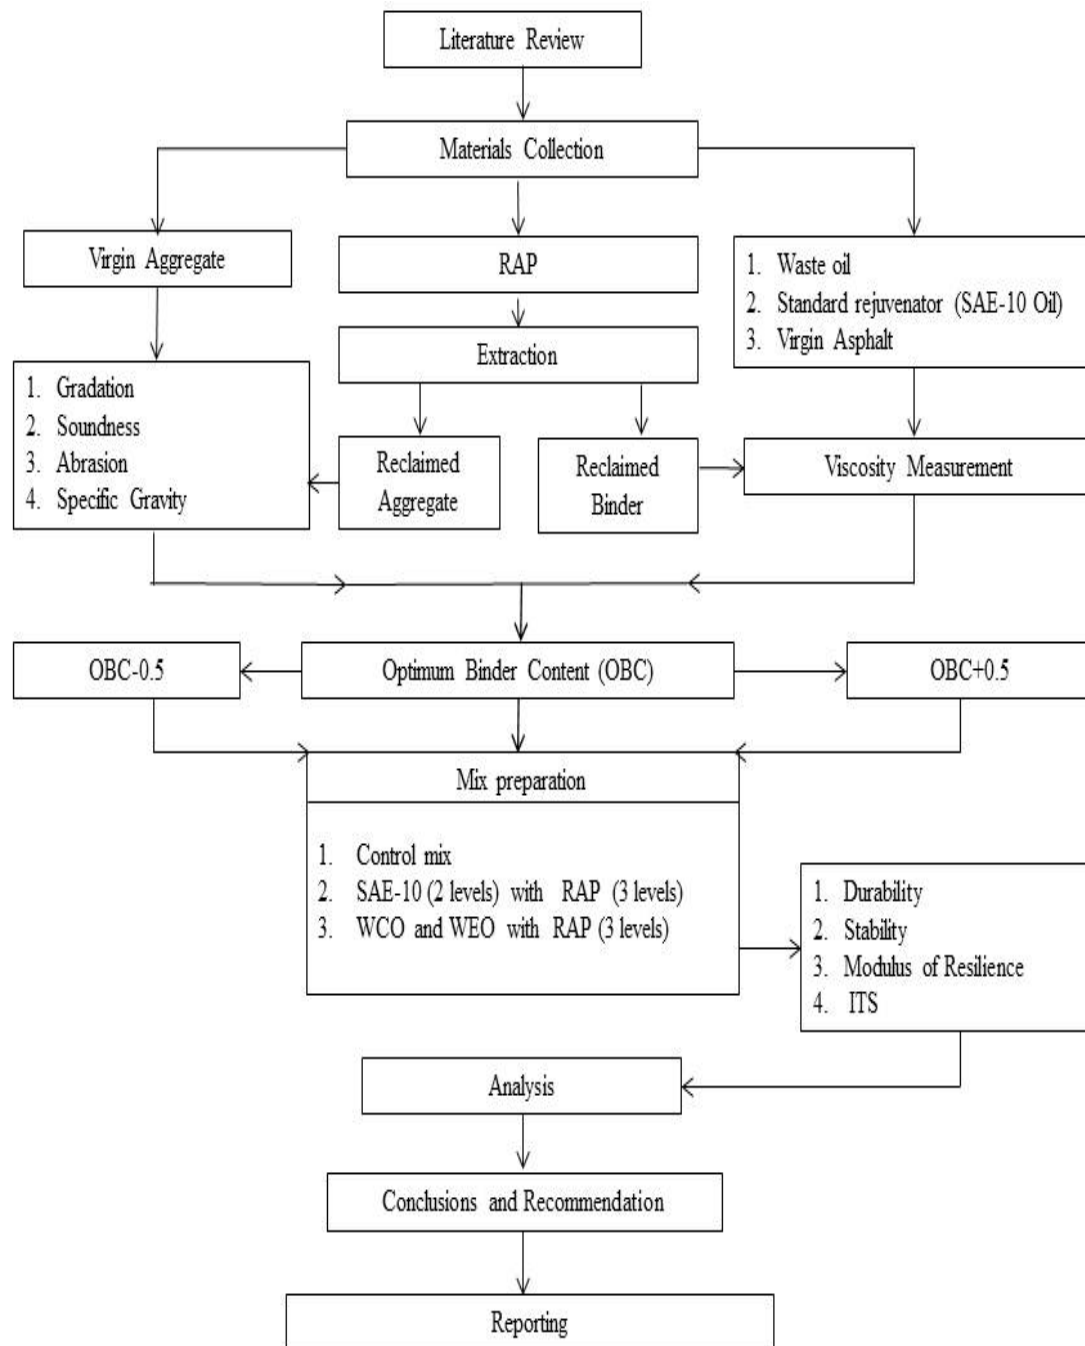 Literature Review
Materials Collection
Virgin Aggregate
RAP
1. Waste oil
2. Standard rejuvenator (SAE-10 Oil)
3. Virgin Asphalt
Extraction
1. Gradation
2. Soundness
3. Abrasion
4. Specific Gravity
Reclaimed
Aggregate
Reclaimed
Binder
Viscosity Measurement
OBC-0.5
Optimum Binder Content (OBC)
OBC+0.5
Mix preparation
1. Control mix
2. SAE-10 (2 levels) with RAP (3 levels)
3. WCO and WEO with RAP (3 levels)
1. Durability
2. Stability
3. Modulus of Resilience
4. ITS
Analysis
Conclusions and Recommendation
Reporting